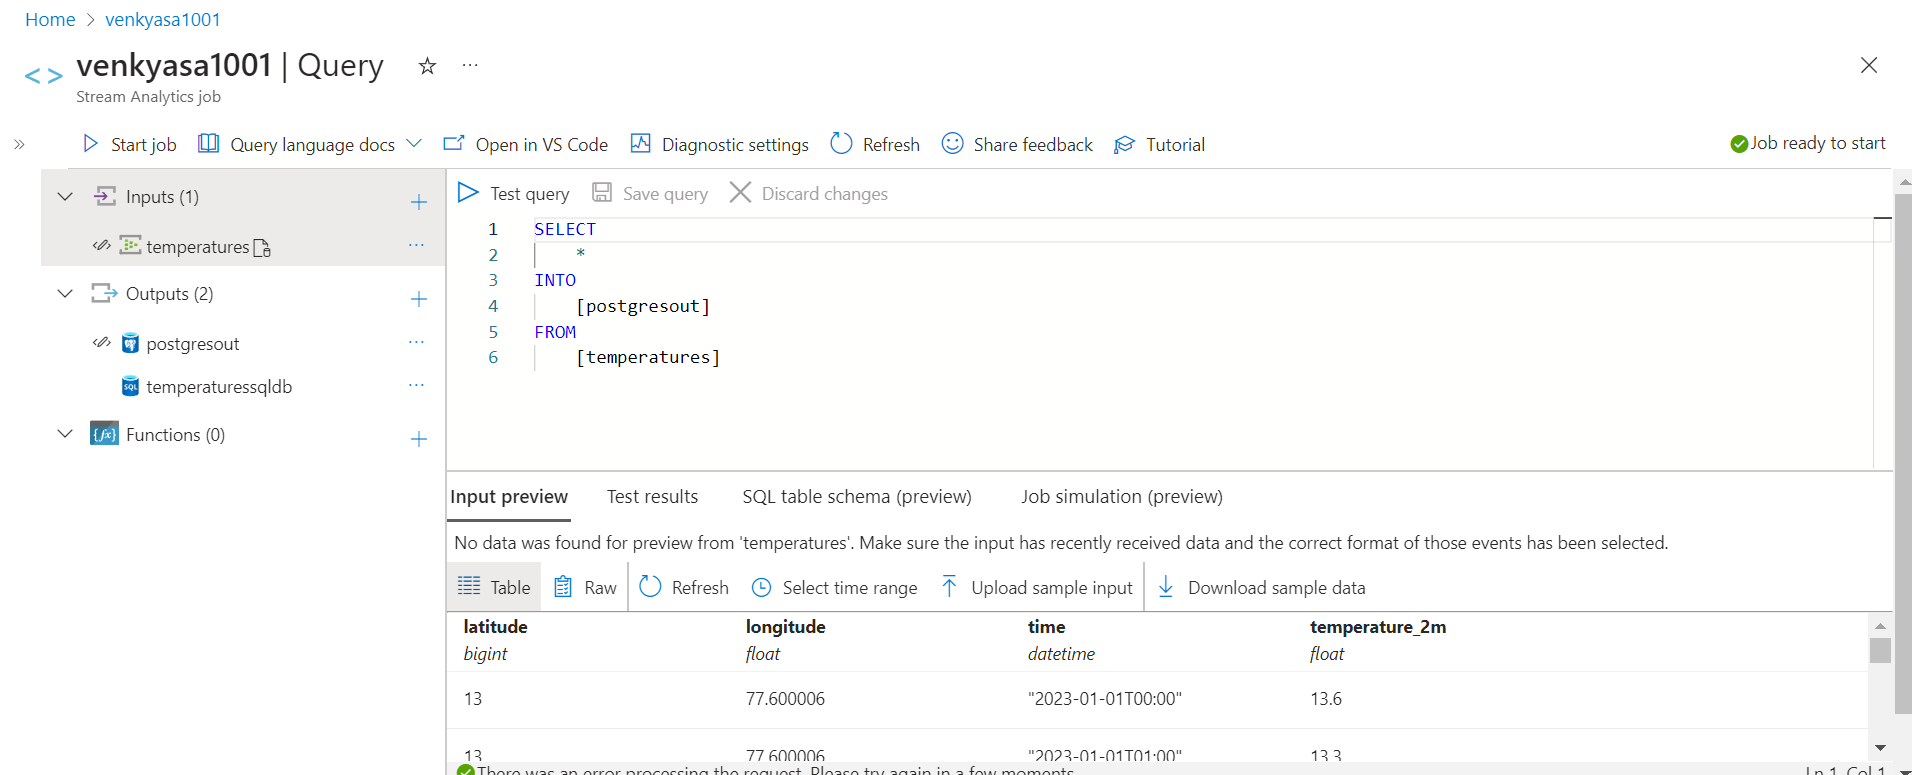 Home > venkyasa1001
venkyasa1001 | Query
Stream Analytics job
Start job Query language docs Open in VS Code Diagnostic settings Refresh Share feedback Tutorial Job ready to start
Inputs (1)
temperatures
Outputs (2)
postgresout
temperaturessqldb
Functions (0)
Test query Save query Discard changes
1 SELECT
2 *
3 INTO
4 [postgresout]
5 FROM
6 [temperatures]
Input preview Test results SQL table schema (preview) Job simulation (preview)
No data was found for preview from 'temperatures'. Make sure the input has recently received data and the correct format of those events has been selected.
Table Raw Refresh Select time range Upload sample input Download sample data
latitude longitude time temperature_2m
bigint float datetime float
13 77.600006 "2023-01-01T00:00" 13.6
13 77.600006 "2023-01-01T01:00" 13.3
There was an error processing the request. Please try again in a few moments. Ln 1, Col 1